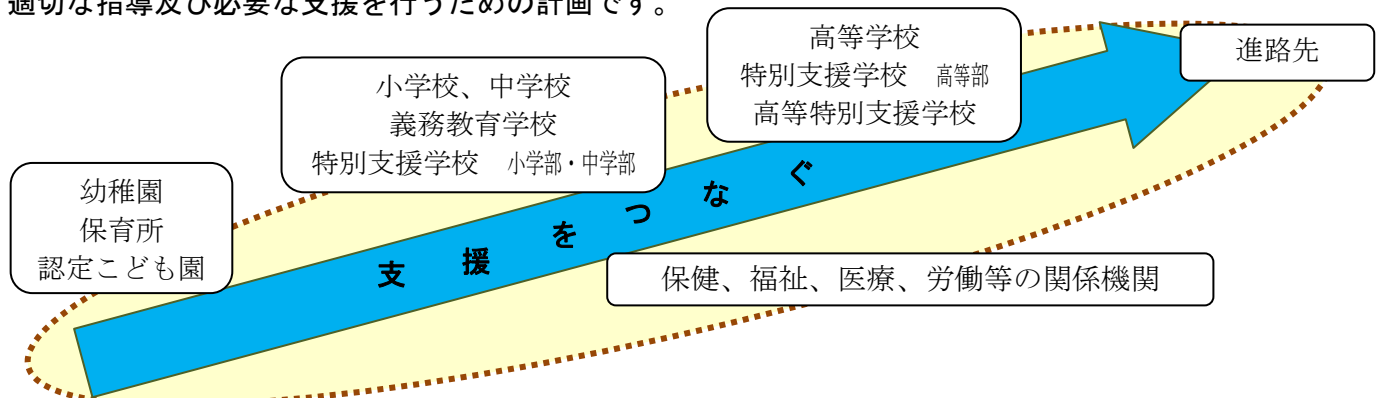 適切な指導及び必要な支援を行うための計画です。
高等学校
特別支援学校 高等部
高等特別支援学校
進路先
小学校、中学校
義務教育学校
特別支援学校 小学部・中学部
幼稚園
保育所
認定こども園
支援をつなぐ
保健、福祉、医療、労働等の関係機関